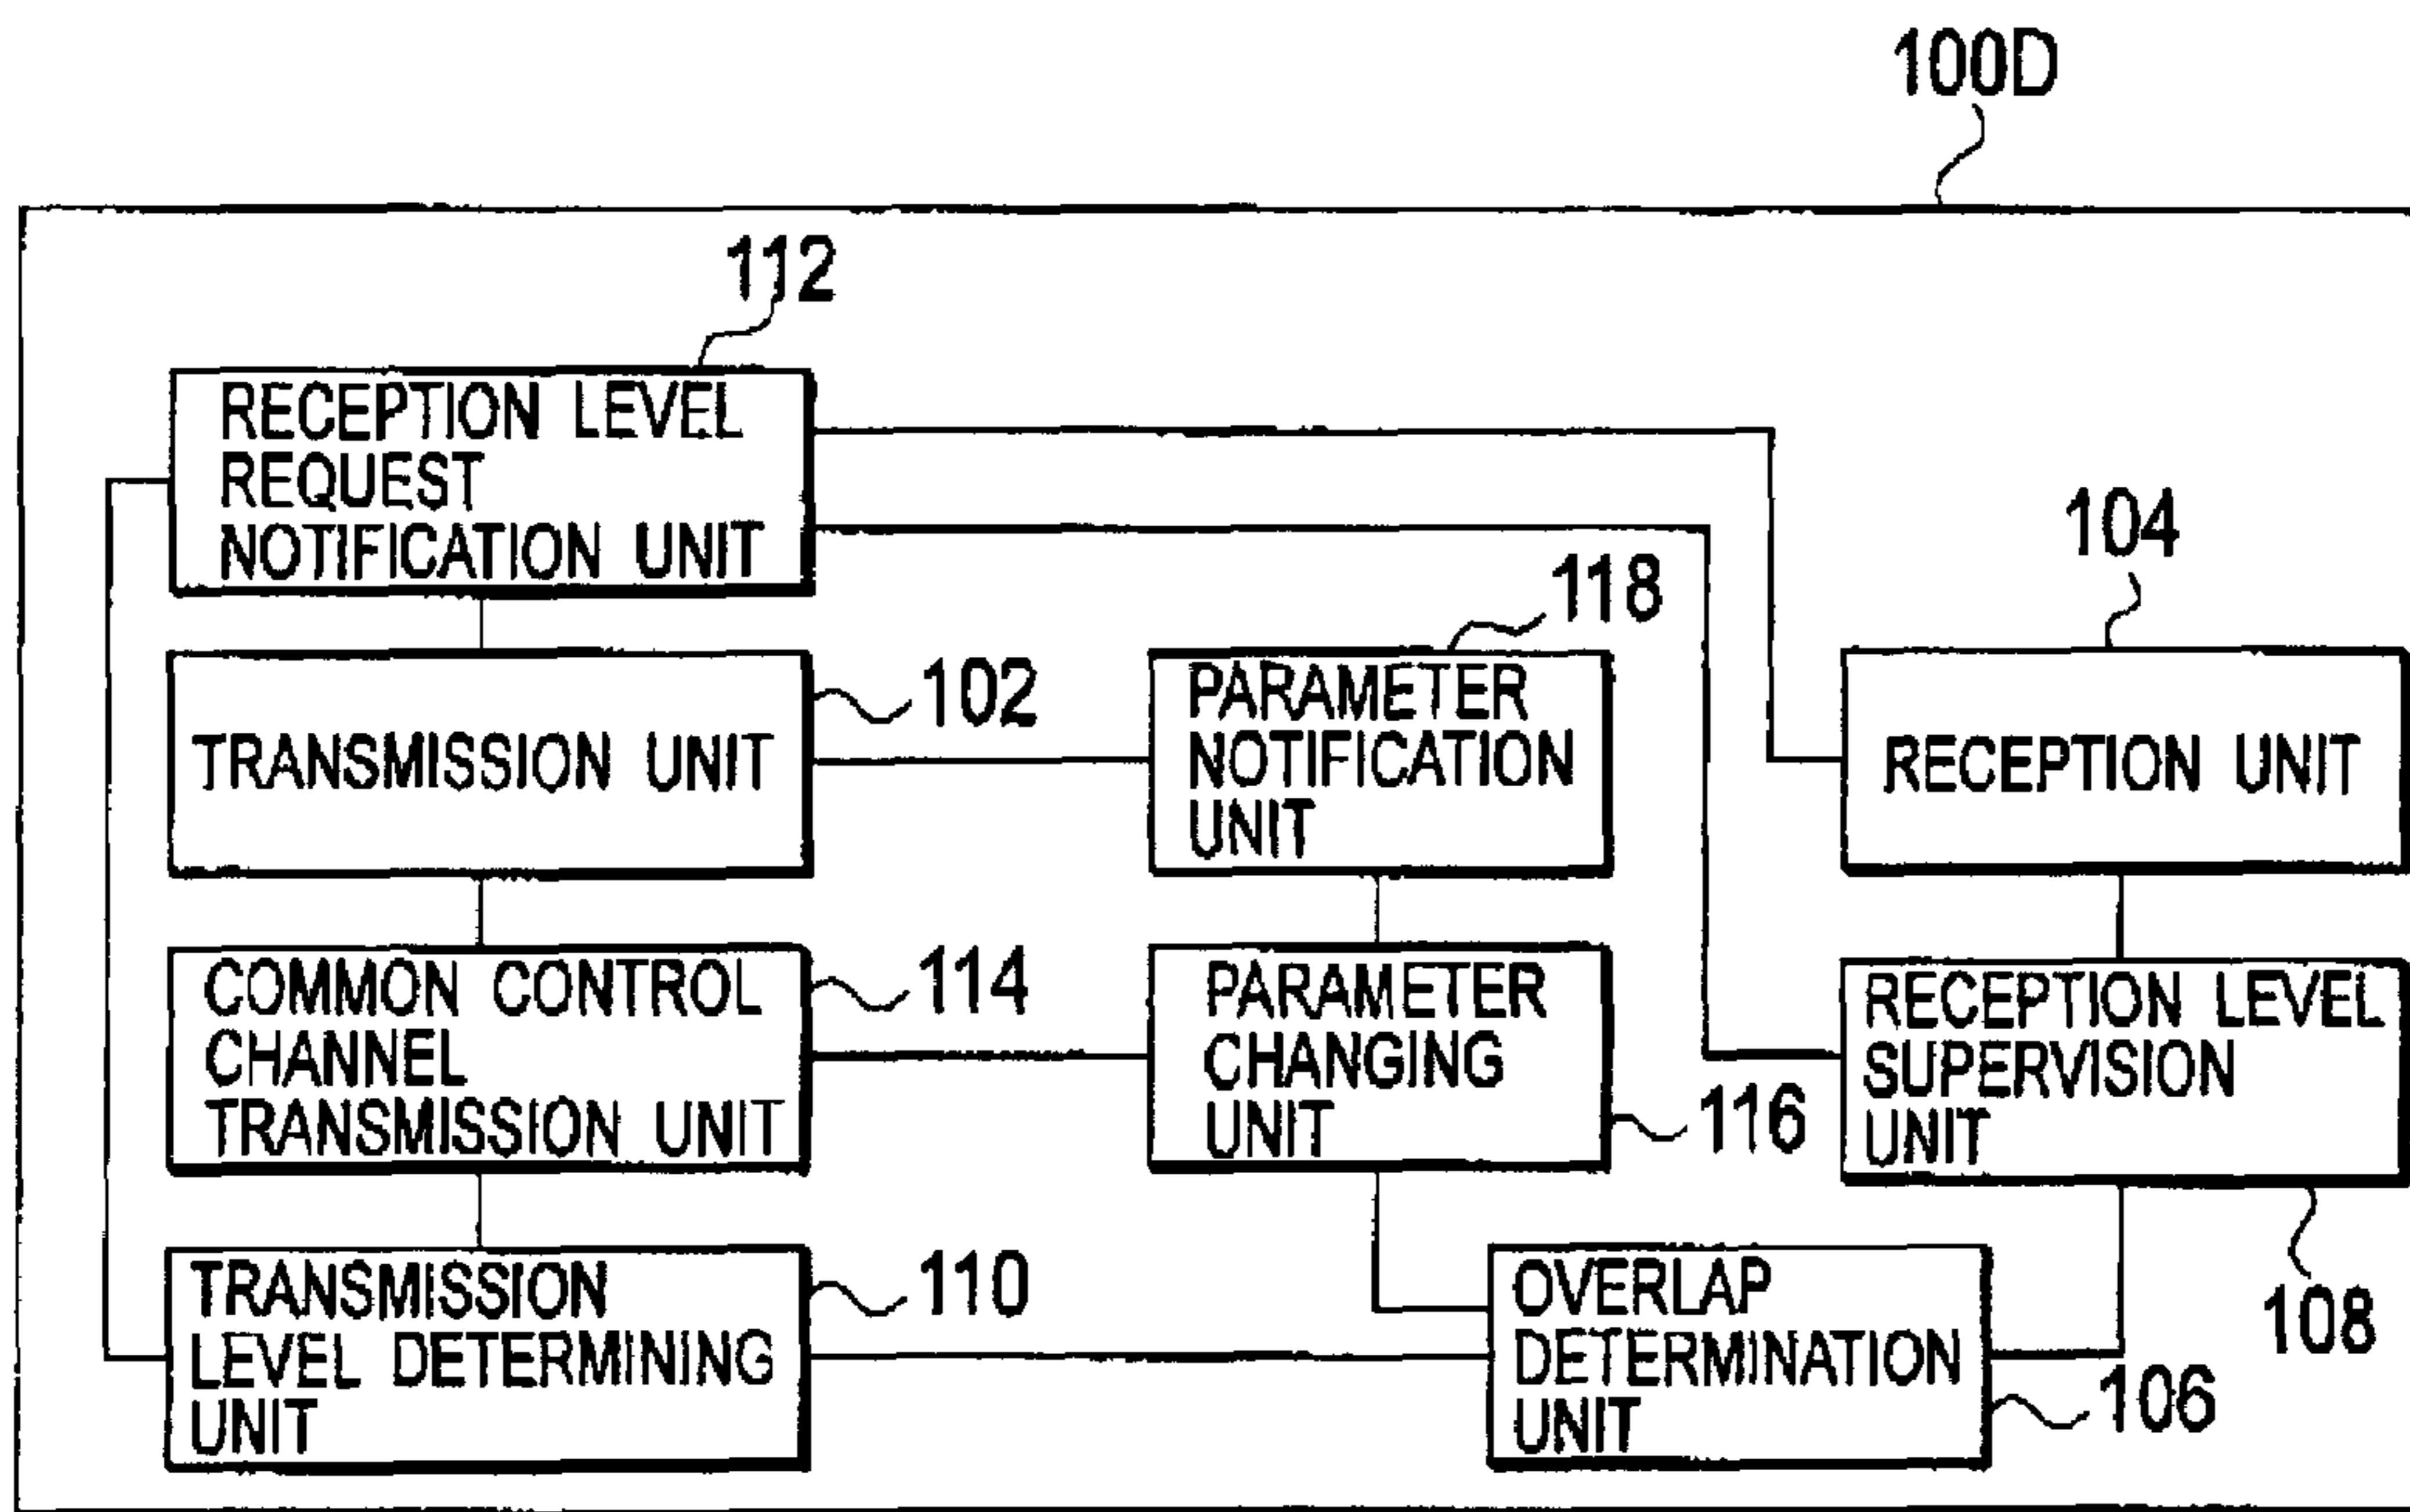 100D
112
RECEPTION LEVEL
REQUEST
NOTIFICATION UNIT
104
118
TRANSMISSION UNIT
102
PARAMETER
NOTIFICATION
UNIT
RECEPTION UNIT
COMMON CONTROL
CHANNEL
TRANSMISSION UNIT
114
PARAMETER
CHANGING
UNIT
116
RECEPTION LEVEL
SUPERVISION
UNIT
108
TRANSMISSION
LEVEL DETERMINING
UNIT
110
OVERLAP
DETERMINATION
UNIT
106